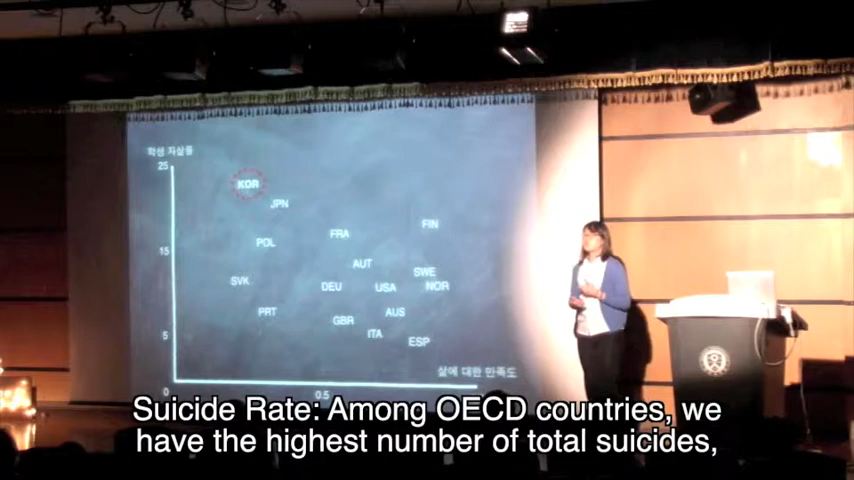 학생 자살률
25
KOR
JPN
FIN
FRA
POL
15
AUT
SWE
SVK
DEU
USA
NOR
PRT
AUS
GBR
5
ITA
ESP
삶에 대한 만족도
0
0.5
Suicide Rate: Among OECD countries, we
have the highest number of total suicides,